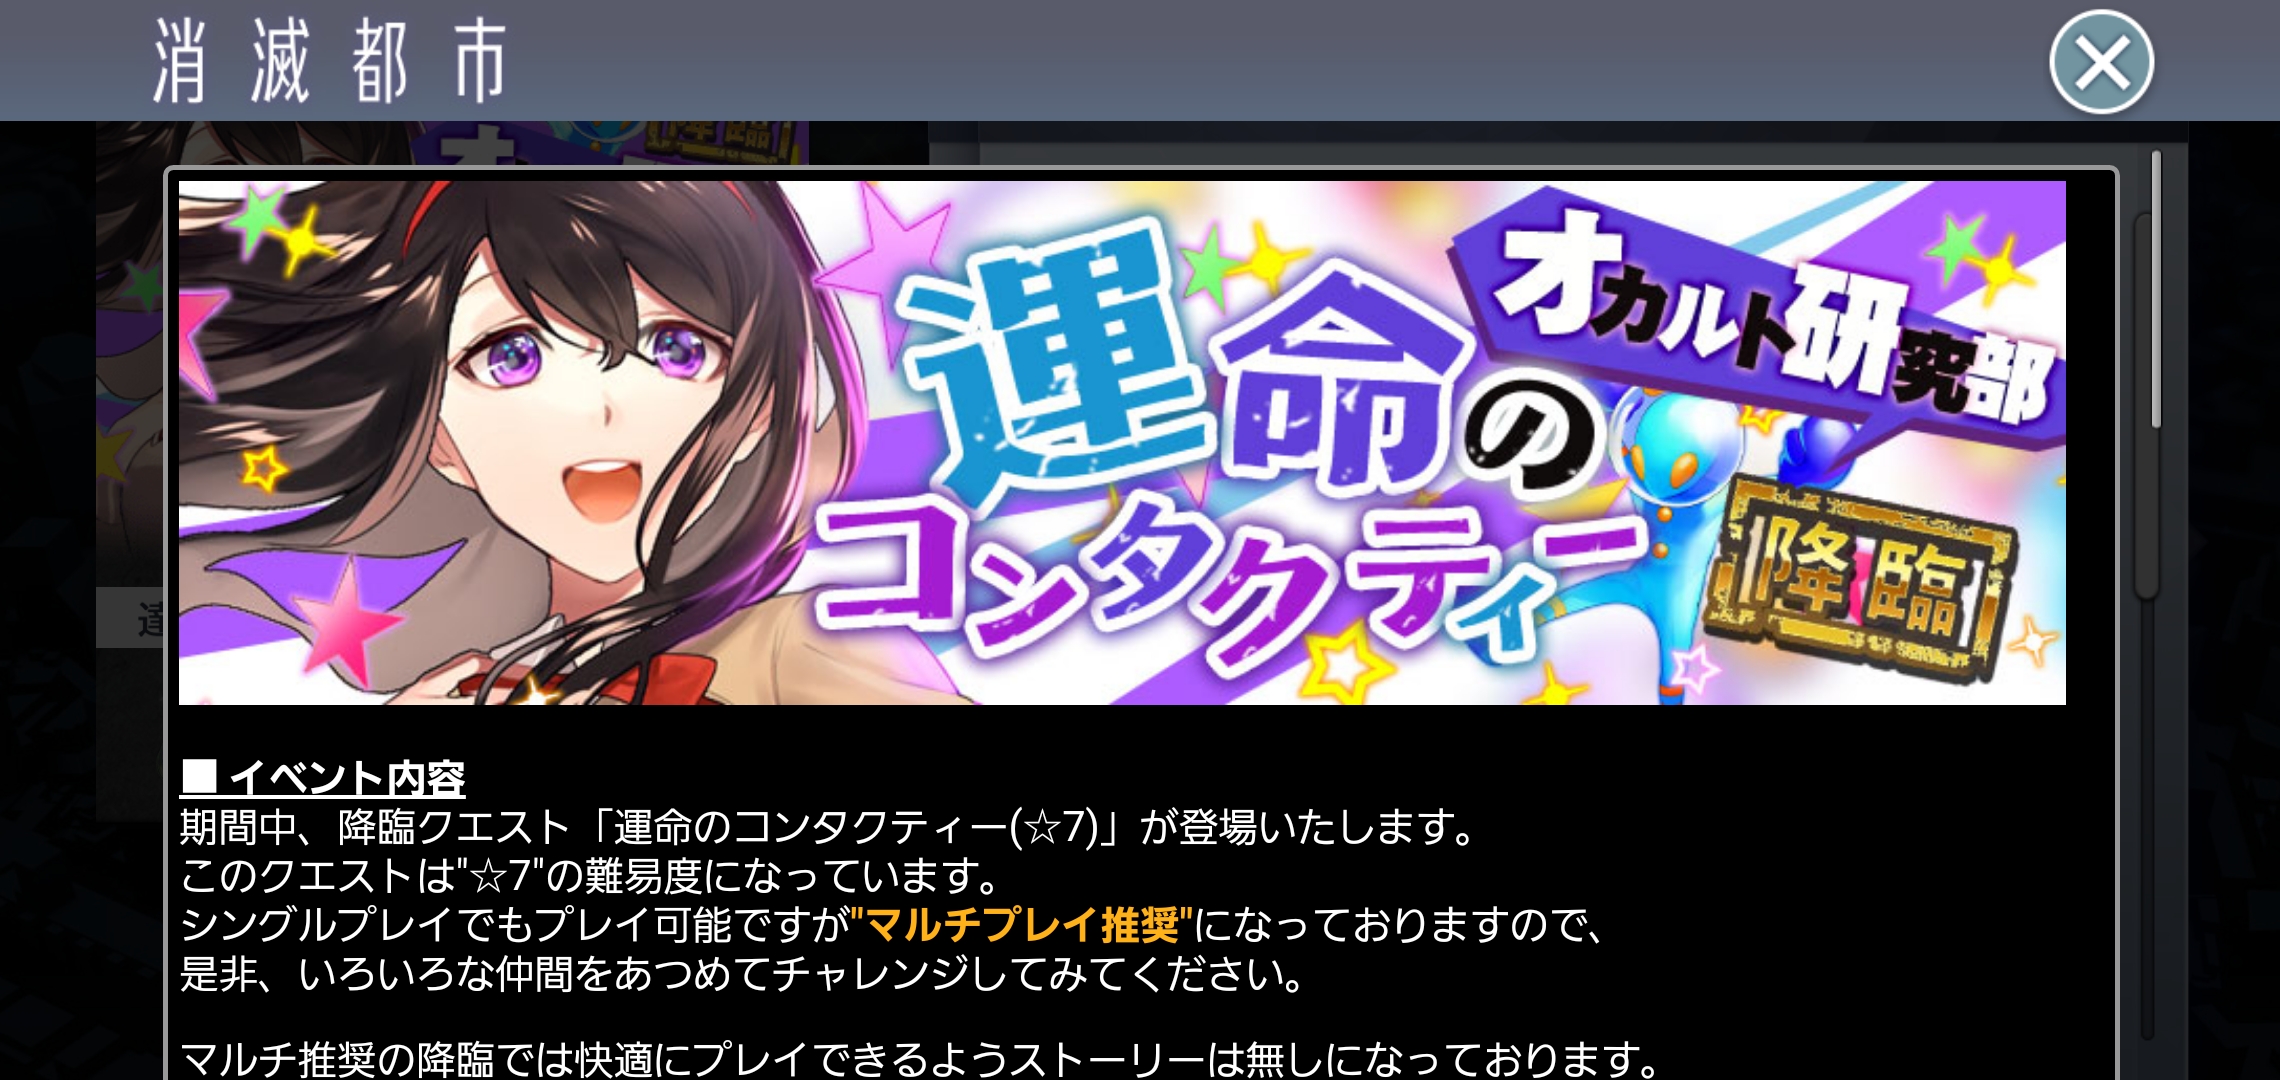 消滅都市
オカルト研究部
運命の
コンタクティー
降臨
■ イベント内容
期間中、降臨クエスト「運命のコンタクティー(☆7)」が登場いたします。
このクエストは"☆7"の難易度になっています。
シングルプレイでもプレイ可能ですが"マルチプレイ推奨"になっておりますので、
是非、いろいろな仲間をあつめてチャレンジしてみてください。
マルチ推奨の降臨では快適にプレイできるようストーリーは無しになっております。